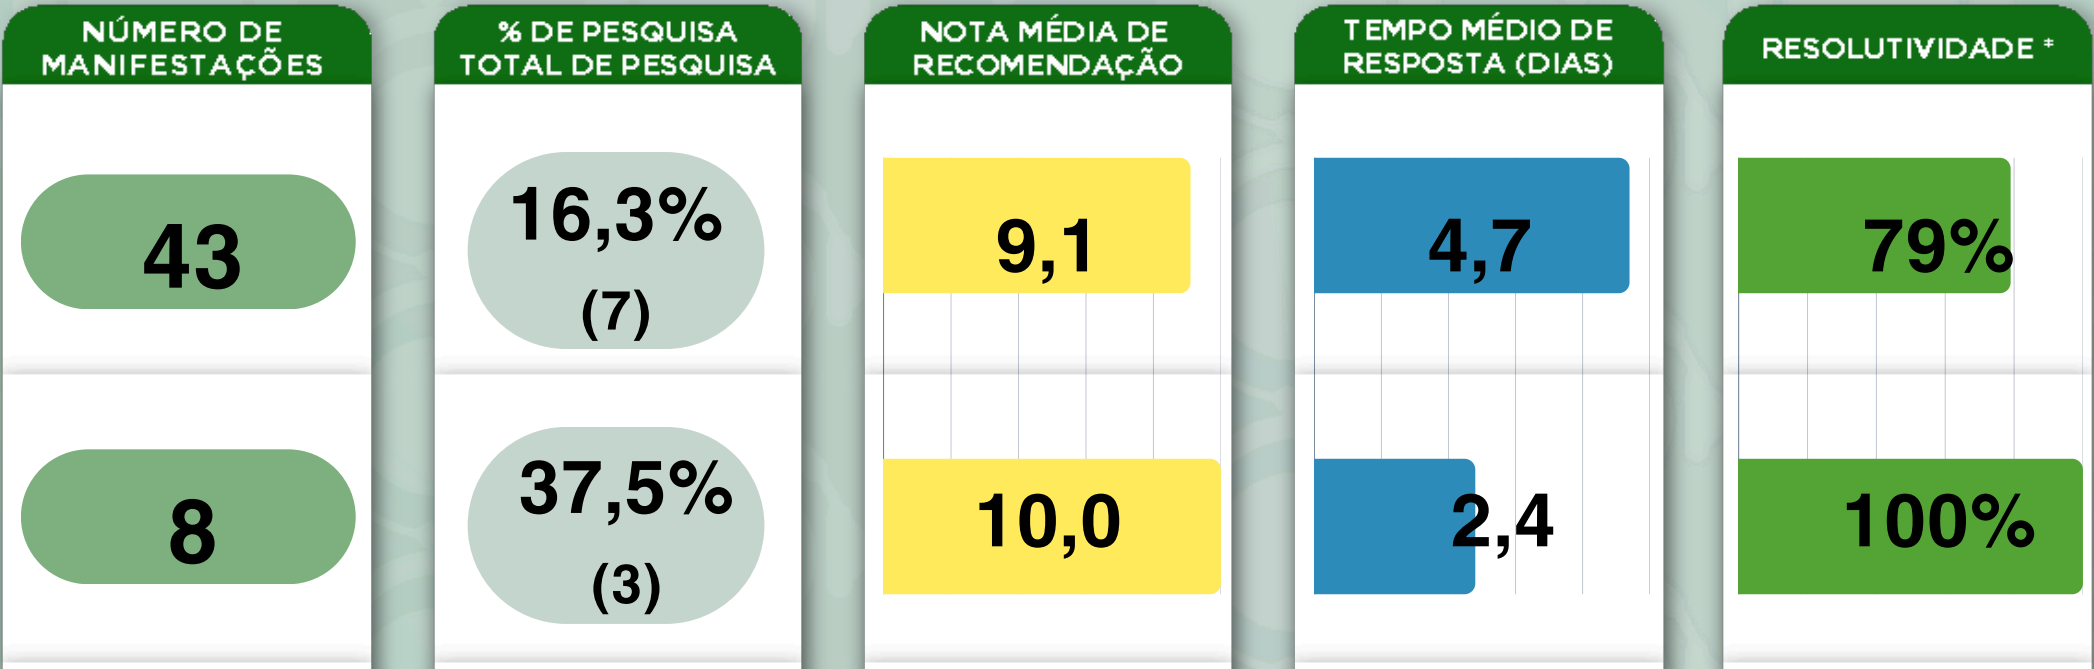 NÚMERO DE
MANIFESTAÇÕES
% DE PESQUISA
TOTAL DE PESQUISA
NOTA MÉDIA DE
RECOMENDAÇÃO
TEMPO MÉDIO DE
RESPOSTA (DIAS)
RESOLUTIVIDADE *
43
16,3%
(7)
9,1
4,7
79%
8
37,5%
(3)
10,0
2,4
100%